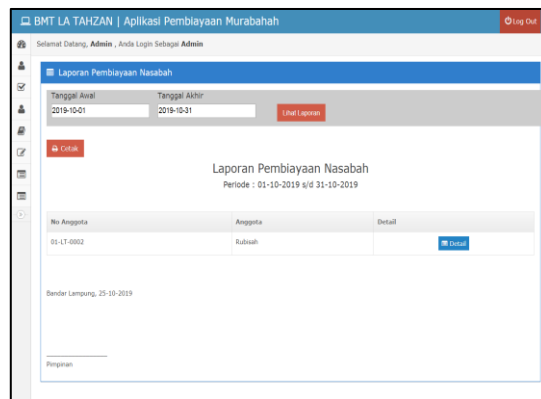 BMT LA TAHZAN | Aplikasi Pembiayaan Murabahah
Log Out
Selamat Datang, Admin , Anda Login Sebagai Admin
Laporan Pembiayaan Nasabah
Tanggal Awal Tanggal Akhir
2019-10-01 2019-10-31 Lihat Laporan
Cetak
Laporan Pembiayaan Nasabah
Periode : 01-10-2019 s/d 31-10-2019
No Anggota Anggota Detail
01-LT-0002 Rubisah Detail
Bandar Lampung, 25-10-2019
Pimpinan